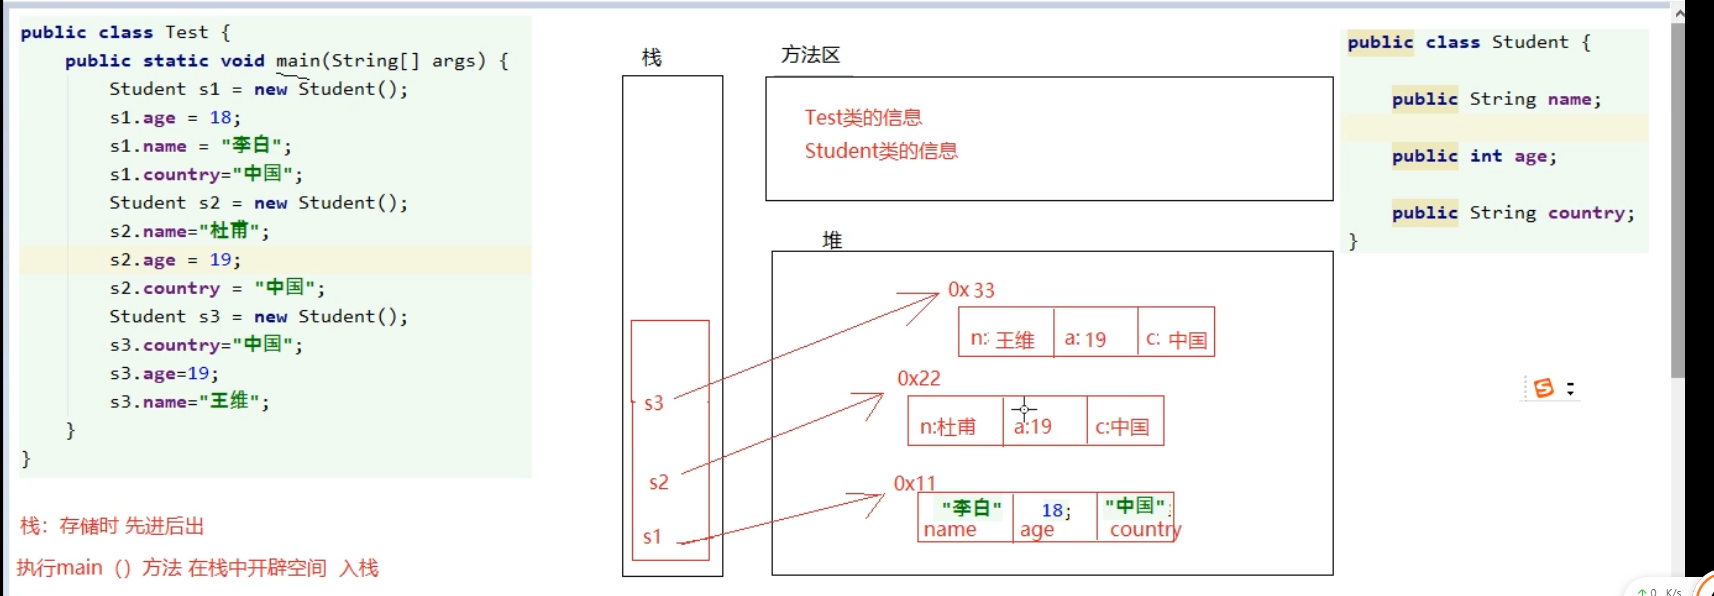 public class Test {
public static void main(String[] args) {
Student s1 = new Student();
s1.age = 18;
s1.name = "李白";
s1.country="中国";
Student s2 = new Student();
s2.name="杜甫";
s2.age = 19;
s2.country = "中国";
Student s3 = new Student();
s3.country="中国";
s3.age=19;
s3.name="王维";
}
}
栈：存储时 先进后出
执行main（）方法 在栈中开辟空间 入栈
栈
s3
s2
s1
方法区
Test类的信息
Student类的信息
堆
0x 33
n: 王维 a: 19 c: 中国
0x22
n:杜甫 a:19 c:中国
0x11
"李白" 18; "中国";
name age country
public class Student {
public String name;
public int age;
public String country;
}
↑ 0 K/s